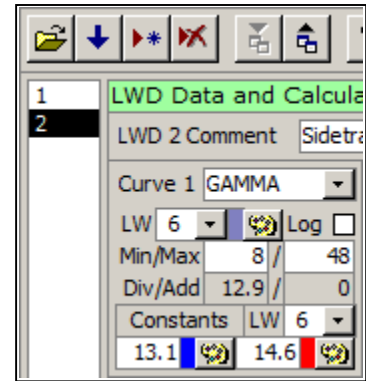 1
2
LWD Data and Calcula
LWD 2 Comment Sidetra
Curve 1 GAMMA
LW 6 Log
Min/Max 8 / 48
Div/Add 12.9 / 0
Constants LW 6
13.1 14.6